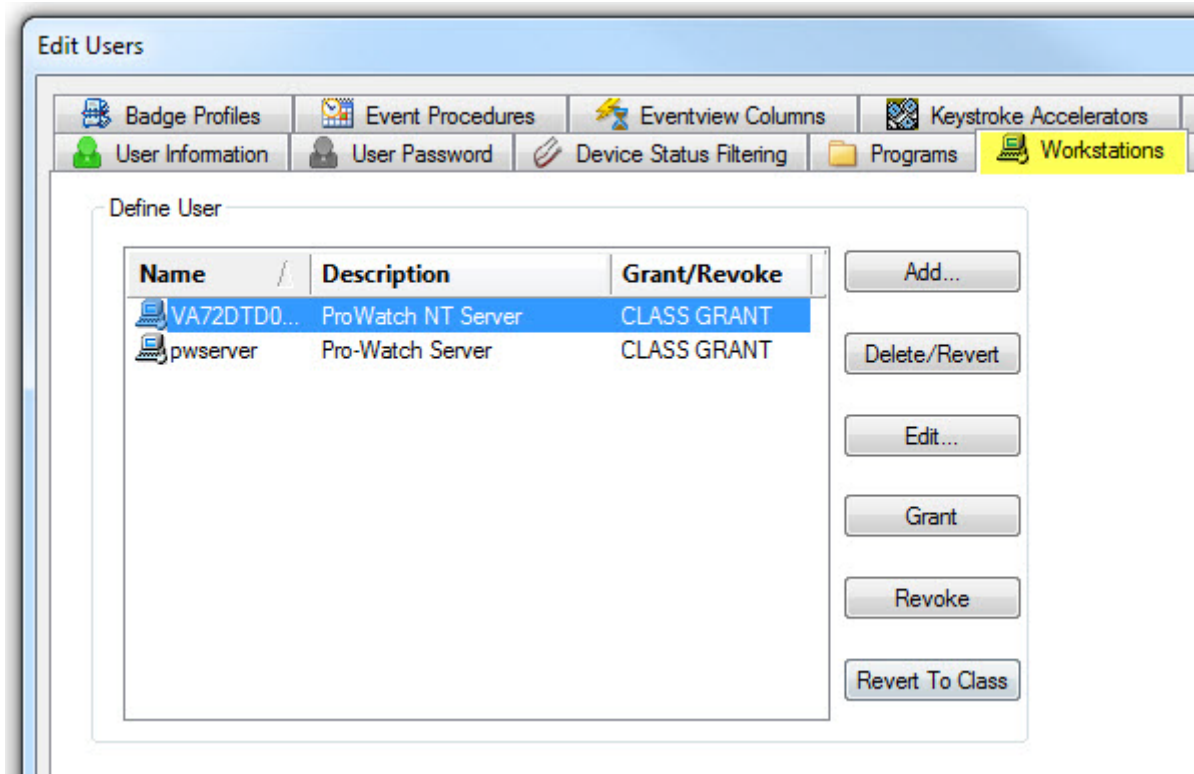 Edit Users
Badge Profiles Event Procedures Eventview Columns Keystroke Accelerators
User Information User Password Device Status Filtering Programs Workstations
Define User
Name Description Grant/Revoke
VA72DTD0... ProWatch NT Server CLASS GRANT
pwserver Pro-Watch Server CLASS GRANT
Add...
Delete/Revert
Edit...
Grant
Revoke
Revert To Class